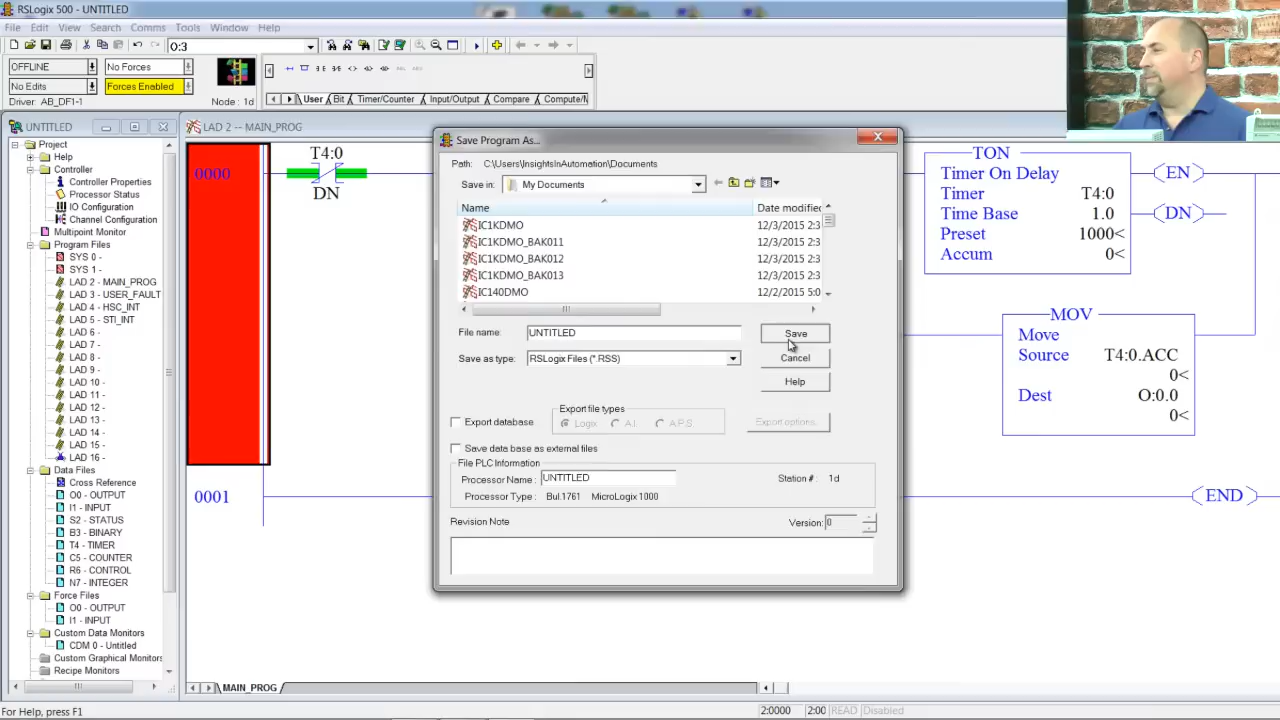 RSLogix 500 - UNTITLED
File Edit View Search Comms Tools Window Help
O:3
OFFLINE No Forces
No Edits Forces Enabled
Driver: AB_DF1-1 Node : 1d
User Bit Timer/Counter Input/Output Compare Compute/M
UNTITLED
Project
Help
Controller
Controller Properties
Processor Status
IO Configuration
Channel Configuration
Multipoint Monitor
Program Files
SYS 0 -
SYS 1 -
LAD 2 - MAIN_PROG
LAD 3 - USER_FAULT
LAD 4 - HSC_INT
LAD 5 - STI_INT
LAD 6 -
LAD 7 -
LAD 8 -
LAD 9 -
LAD 10 -
LAD 11 -
LAD 12 -
LAD 13 -
LAD 14 -
LAD 15 -
LAD 16 -
Data Files
Cross Reference
O0 - OUTPUT
I1 - INPUT
S2 - STATUS
B3 - BINARY
T4 - TIMER
C5 - COUNTER
R6 - CONTROL
N7 - INTEGER
Force Files
O0 - OUTPUT
I1 - INPUT
Custom Data Monitors
CDM 0 - Untitled
Custom Graphical Monitors
Recipe Monitors
LAD 2 -- MAIN_PROG
0000
T4:0
DN
TON
Timer On Delay
Timer T4:0
Time Base 1.0
Preset 1000<
Accum 0<
EN
DN
MOV
Move
Source T4:0.ACC
0<
Dest O:0.0
0<
0001
END
MAIN_PROG
Save Program As...
Path: C:\Users\InsightsInAutomation\Documents
Save in: My Documents
Name Date modified
IC1KDMO 12/3/2015 2:3
IC1KDMO_BAK011 12/3/2015 2:3
IC1KDMO_BAK012 12/3/2015 2:3
IC1KDMO_BAK013 12/3/2015 2:3
IC140DMO 12/2/2015 5:0
File name: UNTITLED Save
Save as type: RSLogix Files (*.RSS) Cancel
Help
Export database
Export file types
Logix A.I. A.P.S.
Export options...
Save data base as external files
File PLC Information
Processor Name : UNTITLED Station # : 1d
Processor Type : Bul.1761 MicroLogix 1000
Revision Note Version: 0
For Help, press F1 2:0000 2:00 READ Disabled